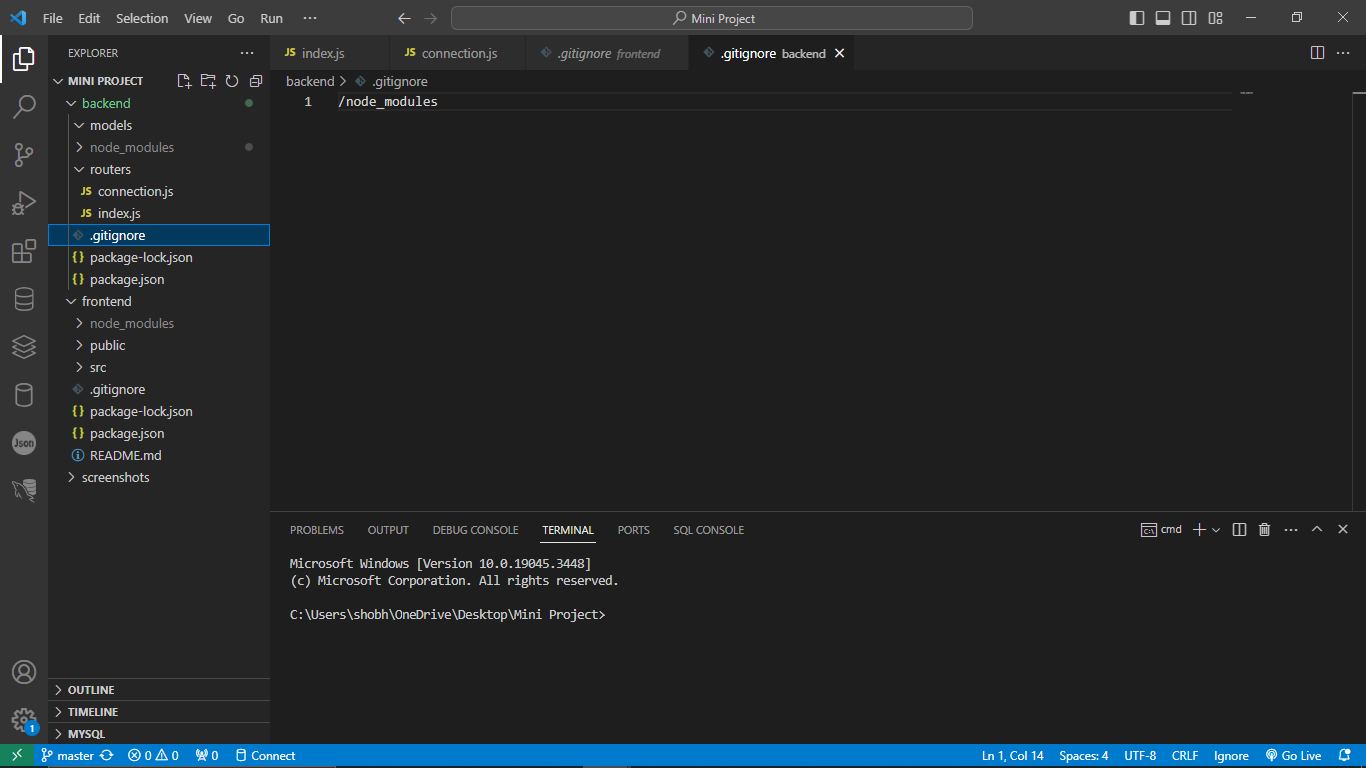 File Edit Selection View Go Run ··· Mini Project
EXPLORER ···
MINI PROJECT
backend
models
node_modules
routers
JS connection.js
JS index.js
.gitignore
{} package-lock.json
{} package.json
frontend
node_modules
public
src
.gitignore
{} package-lock.json
{} package.json
README.md
screenshots
OUTLINE
TIMELINE
MYSQL
Json
1
JS index.js JS connection.js .gitignore frontend .gitignore backend
backend > .gitignore
1 /node_modules
PROBLEMS OUTPUT DEBUG CONSOLE TERMINAL PORTS SQL CONSOLE cmd
Microsoft Windows [Version 10.0.19045.3448]
(c) Microsoft Corporation. All rights reserved.
C:\Users\shobh\OneDrive\Desktop\Mini Project>
master 0 0 0 Connect Ln 1, Col 14 Spaces: 4 UTF-8 CRLF Ignore Go Live